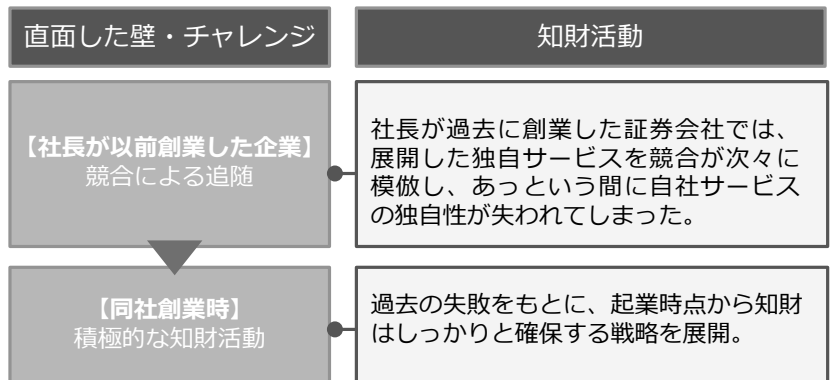 直面した壁・チャレンジ
知財活動
【社長が以前創業した企業】
競合による追随
社長が過去に創業した証券会社では、
展開した独自サービスを競合が次々に
模倣し、あっという間に自社サービス
の独自性が失われてしまった。
【同社創業時】
積極的な知財活動
過去の失敗をもとに、起業時点から知財
はしっかりと確保する戦略を展開。